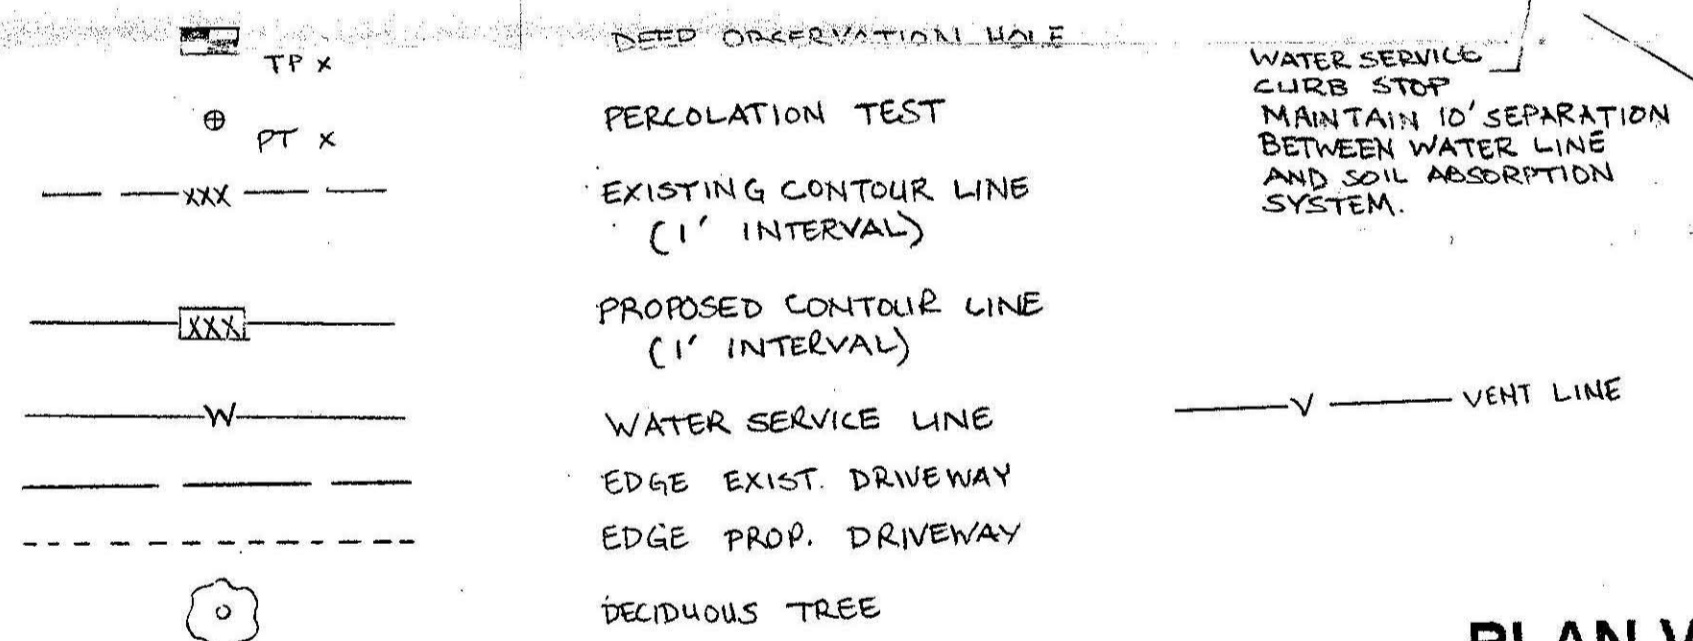 TP X
DEEP OBSERVATION HOLE
PT X
PERCOLATION TEST
XXX
EXISTING CONTOUR LINE
(1' INTERVAL)
XXX
PROPOSED CONTOUR LINE
(1' INTERVAL)
W
WATER SERVICE LINE
EDGE EXIST. DRIVEWAY
EDGE PROP. DRIVEWAY
DECIDUOUS TREE
WATER SERVICE
CURB STOP
MAINTAIN 10' SEPARATION
BETWEEN WATER LINE
AND SOIL ABSORPTION
SYSTEM.
V VENT LINE
PLAN